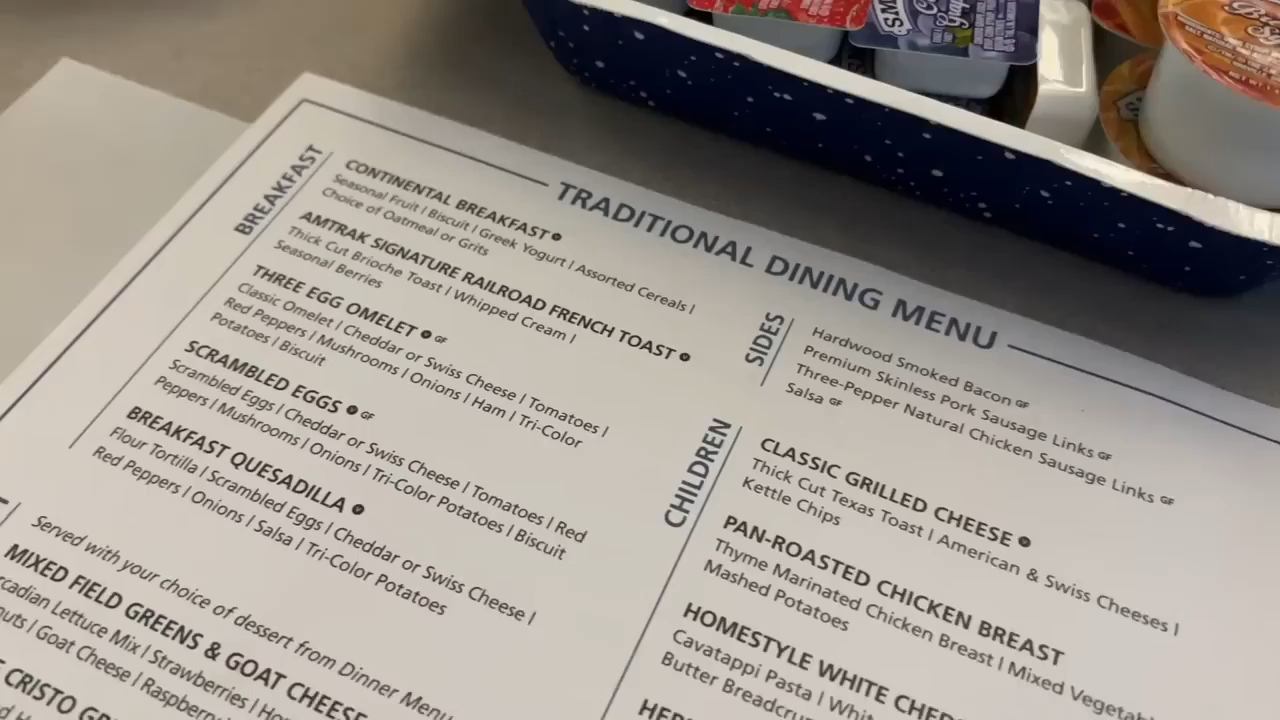 TRADITIONAL DINING MENU
BREAKFAST
CONTINENTAL BREAKFAST
Seasonal Fruit | Biscuit | Greek Yogurt | Assorted Cereals |
Choice of Oatmeal or Grits
AMTRAK SIGNATURE RAILROAD FRENCH TOAST
Thick Cut Brioche Toast | Whipped Cream |
Seasonal Berries
THREE EGG OMELET GF
Classic Omelet | Cheddar or Swiss Cheese | Tomatoes |
Red Peppers | Mushrooms | Onions | Ham | Tri-Color
Potatoes | Biscuit
SCRAMBLED EGGS GF
Scrambled Eggs | Cheddar or Swiss Cheese | Tomatoes | Red
Peppers | Mushrooms | Onions | Tri-Color Potatoes | Biscuit
BREAKFAST QUESADILLA
Flour Tortilla | Scrambled Eggs | Cheddar or Swiss Cheese |
Red Peppers | Onions | Salsa | Tri-Color Potatoes
Served with your choice of dessert from Dinner Menu
MIXED FIELD GREENS & GOAT CHEESE
Lettuce Mix | Strawberries |
Goat Cheese |
CRISTO
SIDES
Hardwood Smoked Bacon GF
Premium Skinless Pork Sausage Links GF
Three-Pepper Natural Chicken Sausage Links GF
Salsa GF
CHILDREN
CLASSIC GRILLED CHEESE
Thick Cut Texas Toast | American & Swiss Cheeses |
Kettle Chips
PAN-ROASTED CHICKEN BREAST
Thyme Marinated Chicken Breast | Mixed
Mashed Potatoes
HOMESTYLE WHITE
Cavatappi Pasta |
Butter